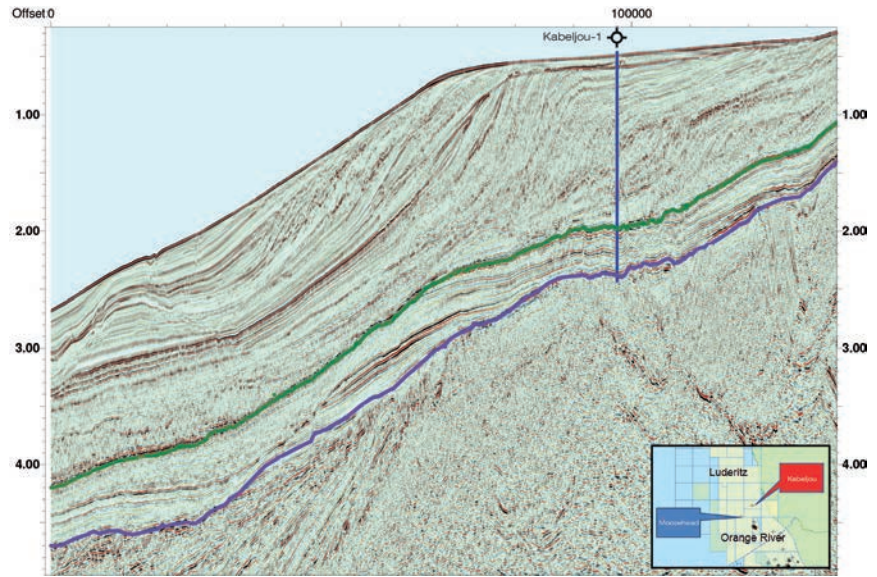 Offset 0
100000
Kabeljou-1
1.00
1.00
2.00
2.00
3.00
3.00
4.00
4.00
Luderitz
Kabeljou
Moosehead
Orange River